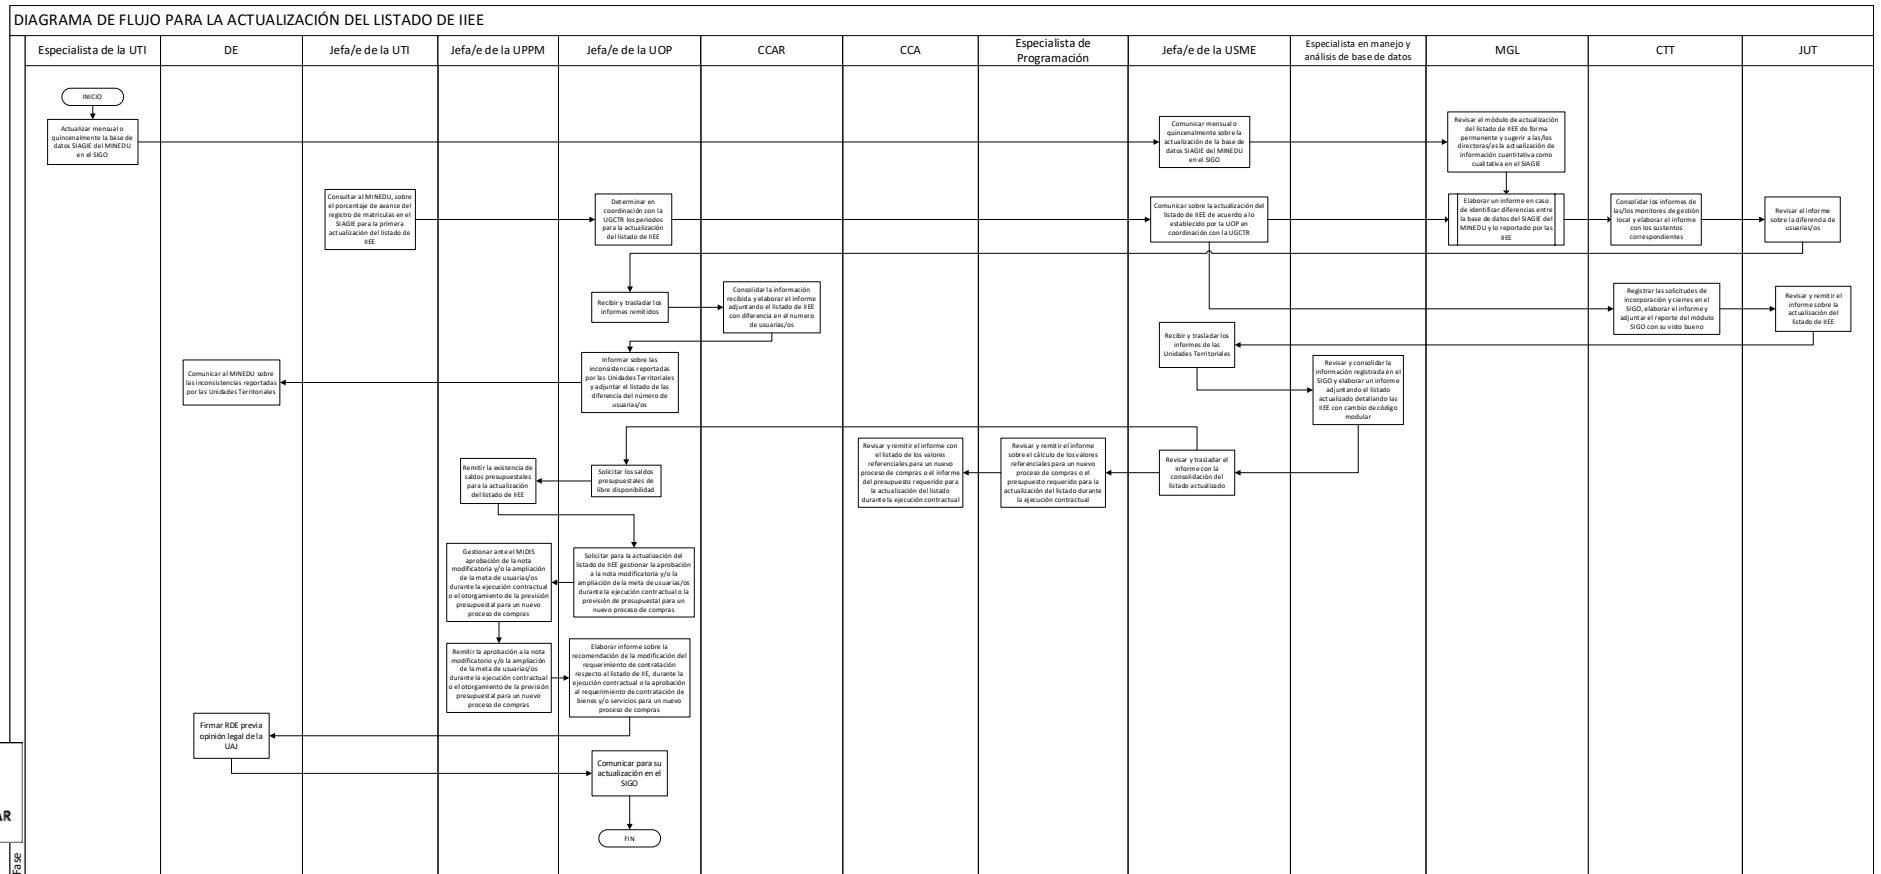 DIAGRAMA DE FLUJO PARA LA ACTUALIZACIÓN DEL LISTADO DE IIEE
Especialista de la UTI
DE
Jefa/e de la UTI
Jefa/e de la UPPM
Jefa/e de la UOP
CCAR
CCA
Especialista de
Programación
Jefa/e de la USME
Especialista en manejo y
análisis de base de datos
MGL
CTT
JUT
INICIO
Actualizar mensual o
quincenalmente la base de
datos SIAGIE del MINEDU
en el SIGO
Comunicar mensual o
quincenalmente sobre la
actualización de la base de
datos SIAGIE del MINEDU
en el SIGO
Revisar el módulo de actualización
del listado de IIEE de forma
permanente y sugerir a las/los
directoras/es la actualización de
información cuantitativa como
cualitativa en el SIAGIE
Consultar al MINEDU, sobre
el porcentaje de avance del
registro de matrículas en el
SIAGIE para la primera
actualización del listado de
IIEE
Determinar en
coordinación con la
UGCTR los periodos
para la actualización
del listado de IIEE
Comunicar sobre la actualización del
listado de IIEE de acuerdo a lo
establecido por la UOP en
coordinación con la UGCTR
Elaborar un informe en caso
de identificar diferencias entre
la base de datos del SIAGIE del
MINEDU y lo reportado por las
IIEE
Consolidar los informes de
las/los monitores de gestión
local y elaborar el informe
con los sustentos
correspondientes
Revisar el informe
sobre la diferencia de
usuarias/os
Recibir y trasladar los
informes remitidos
Consolidar la información
recibida y elaborar el informe
adjuntando el listado de IIEE
con diferencia en el numero
de usuarias/os
Registrar las solicitudes de
incorporación y cierres en el
SIGO, elaborar el informe y
adjuntar el reporte del módulo
SIGO con su visto bueno
Revisar y remitir el
informe sobre la
actualización del
listado de IIEE
Recibir y trasladar los
informes de las
Unidades Territoriales
Comunicar al MINEDU sobre
las inconsistencias reportadas
por las Unidades Territoriales
Informar sobre las
inconsistencias reportadas
por las Unidades Territoriales
y adjuntar el listado de las
diferencia del número de
usuarias/os
Revisar y consolidar la
información registrada en el
SIGO y elaborar un informe
adjuntando el listado
actualizado detallando las
IIEE con cambio de código
modular
Remitir la existencia de
saldos presupuestales
para la actualización
del listado de IIEE
Solicitar los saldos
presupuestales de
libre disponibilidad
Revisar y remitir el informe con
el listado de los valores
referenciales para un nuevo
proceso de compras o el informe
del presupuesto requerido para
la actualización del listado
durante la ejecución contractual
Revisar y remitir el informe
sobre el cálculo de los valores
referenciales para un nuevo
proceso de compras o el
presupuesto requerido para la
actualización del listado durante
la ejecución contractual
Revisar y trasladar el
informe con la
consolidación del
listado actualizado
Gestionar ante el MIDIS
aprobación de la nota
modificatoria y/o la ampliación
de la meta de usuarias/os
durante la ejecución contractual
o el otorgamiento de la previsión
presupuestal para un nuevo
proceso de compras
Solicitar para la actualización del
listado de IIEE gestionar la aprobación
a la nota modificatoria y/o la
ampliación de la meta de usuarias/os
durante la ejecución contractual o la
previsión de presupuestal para un
nuevo proceso de compras
Remitir la aprobación a la nota
modificatorio y/o la ampliación
de la meta de usuarias/os
durante la ejecución contractual
o el otorgamiento de la previsión
presupuestal para un nuevo
proceso de compras
Elaborar informe sobre la
recomendación de la modificación del
requerimiento de contratación
respecto al listado de IIE, durante la
ejecución contractual o la aprobación
al requerimiento de contratación de
bienes y/o servicios para un nuevo
proceso de compras
Firmar RDE previa
opinión legal de la
UAJ
Comunicar para su
actualización en el
SIGO
FIN
AR
Fase